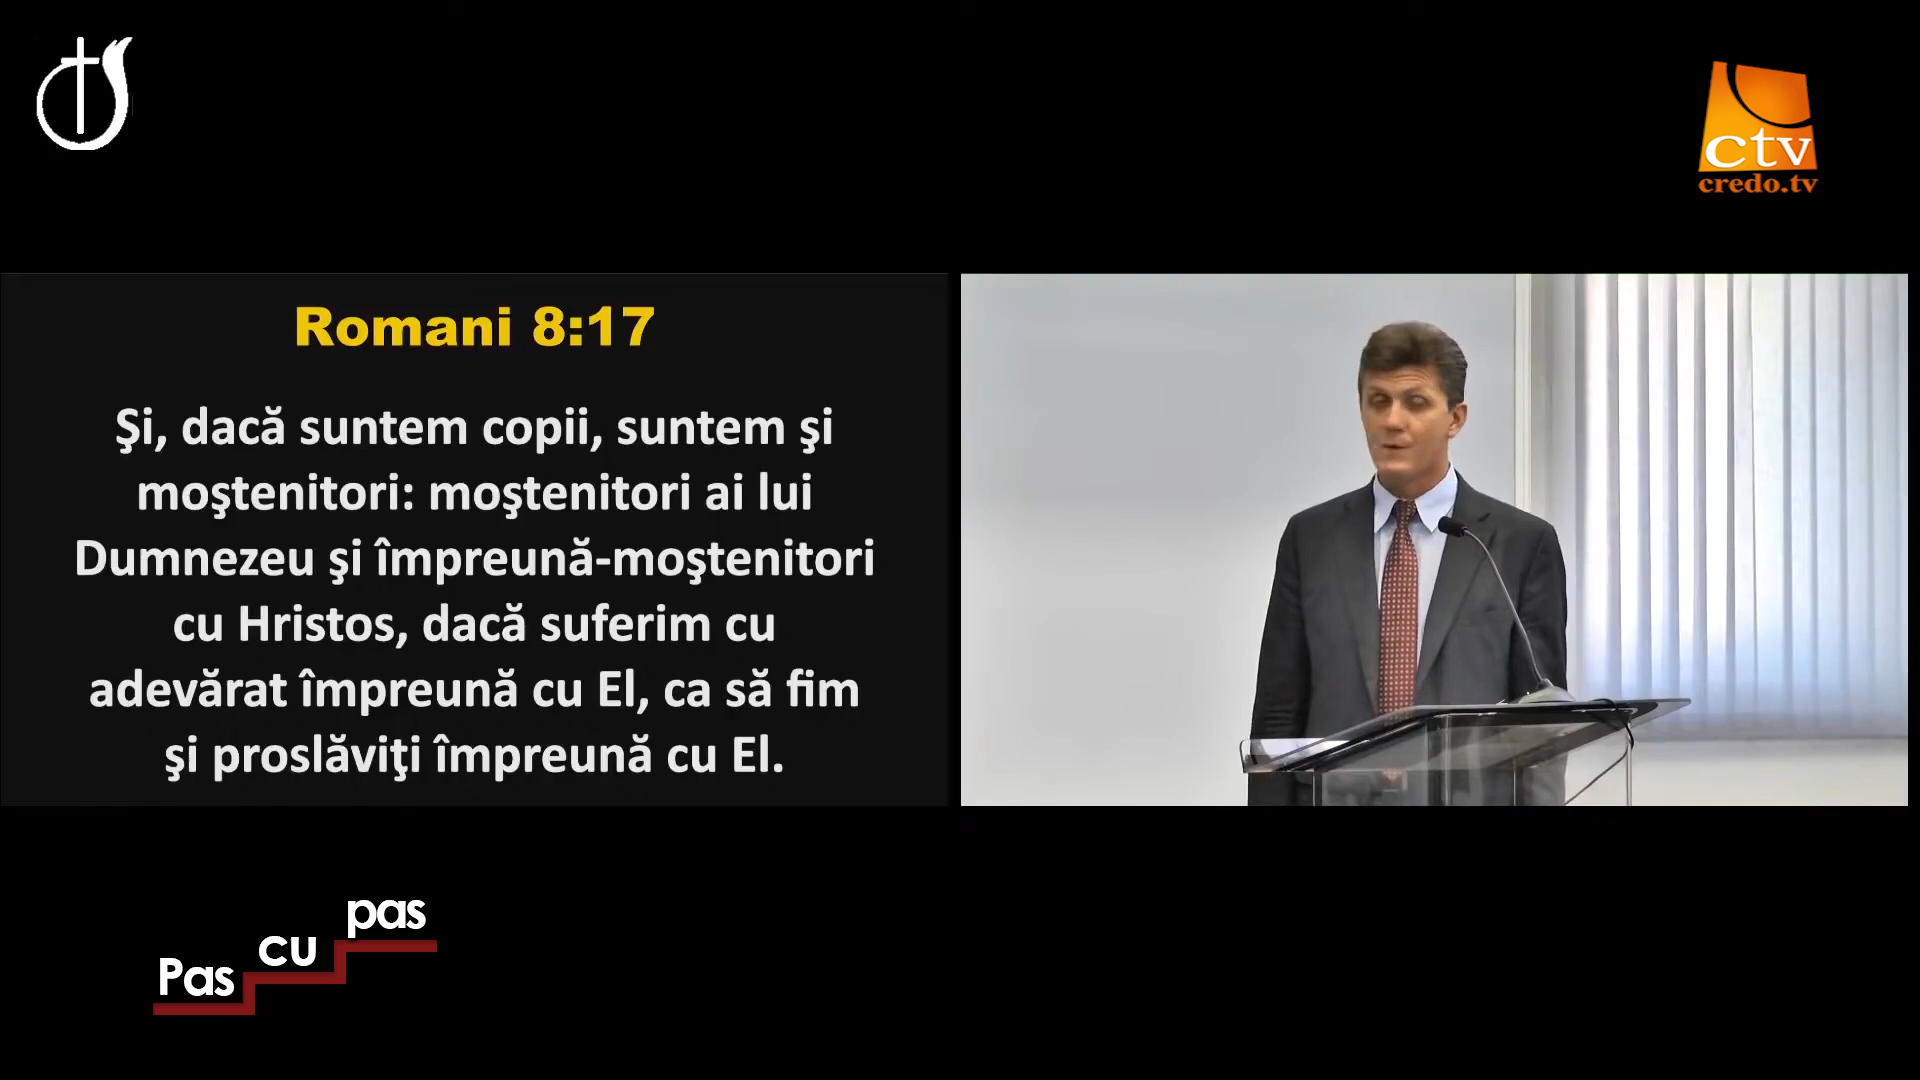 ctv
credo.tv
Romani 8:17
Şi, dacă suntem copii, suntem şi
moştenitori: moştenitori ai lui
Dumnezeu şi împreună-moştenitori
cu Hristos, dacă suferim cu
adevărat împreună cu El, ca să fim
şi proslăviţi împreună cu El.
Pas cu pas